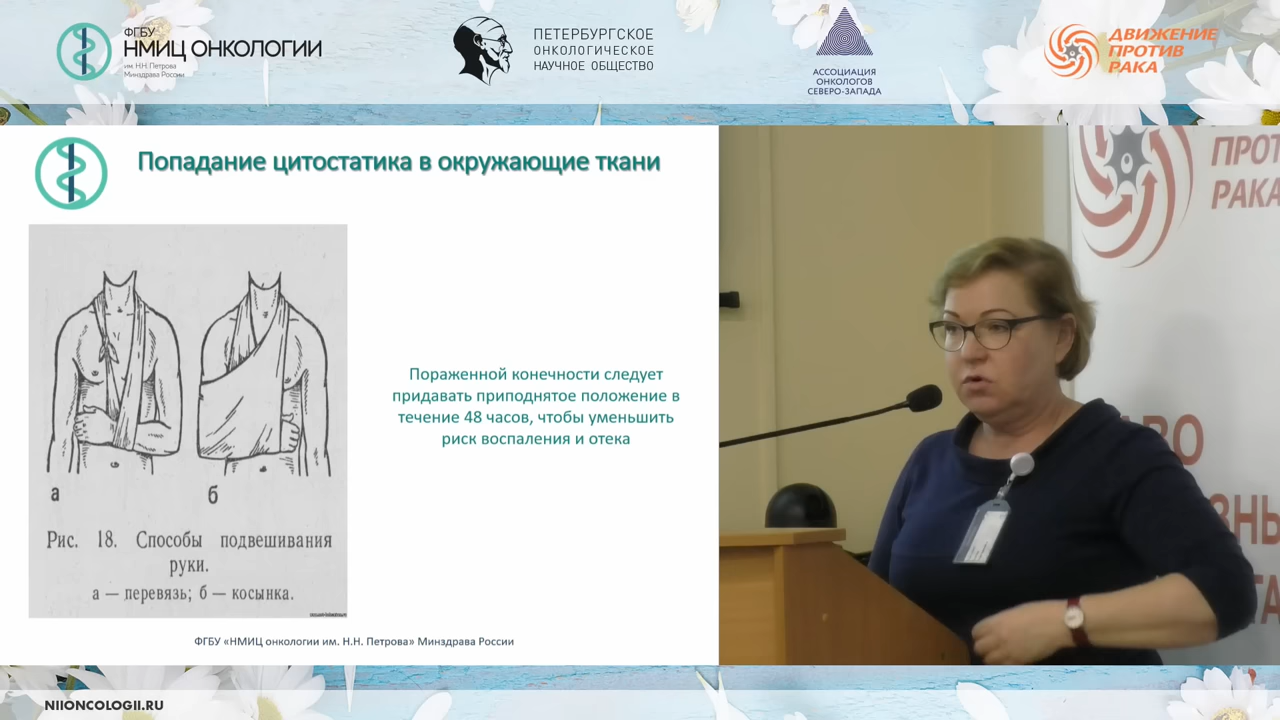 ФГБУ
НМИЦ ОНКОЛОГИИ
им. Н.Н. Петрова
Минздрава России
ПЕТЕРБУРГСКОЕ
ОНКОЛОГИЧЕСКОЕ
НАУЧНОЕ ОБЩЕСТВО
АССОЦИАЦИЯ
ОНКОЛОГОВ
СЕВЕРО-ЗАПАДА
ДВИЖЕНИЕ
ПРОТИВ
РАКА
Попадание цитостатика в окружающие ткани
а
б
Рис. 18. Способы подвешивания
руки.
а — перевязь; б — косынка.
Пораженной конечности следует
придавать приподнятое положение в
течение 48 часов, чтобы уменьшить
риск воспаления и отека
ФГБУ «НМИЦ онкологии им. Н.Н. Петрова» Минздрава России
ПРОТ
РАКА
NIIONCOLOGII.RU